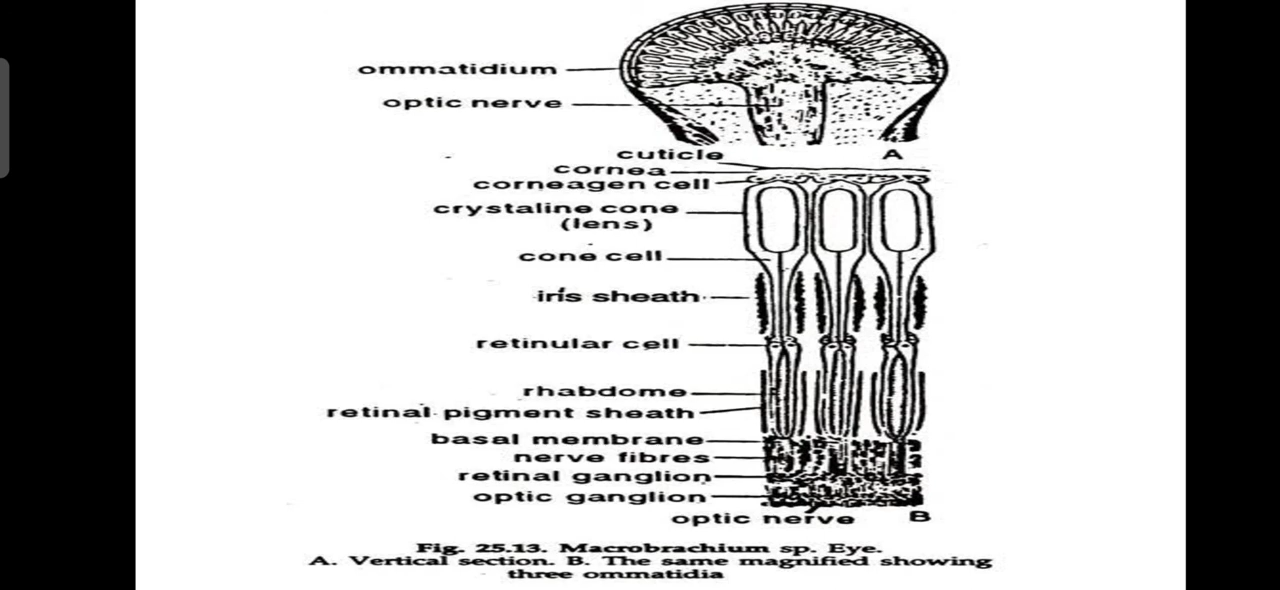 ommatidium
optic nerve
A
cuticle
cornea
corneagen cell
crystaline cone
(lens)
cone cell
iris sheath
retinular cell
rhabdome
retinal pigment sheath
basal membrane
nerve fibres
retinal ganglion
optic ganglion
optic nerve
B
Fig. 25.13. Macrobrachium sp. Eye.
A. Vertical section. B. The same magnified showing
three ommatidia